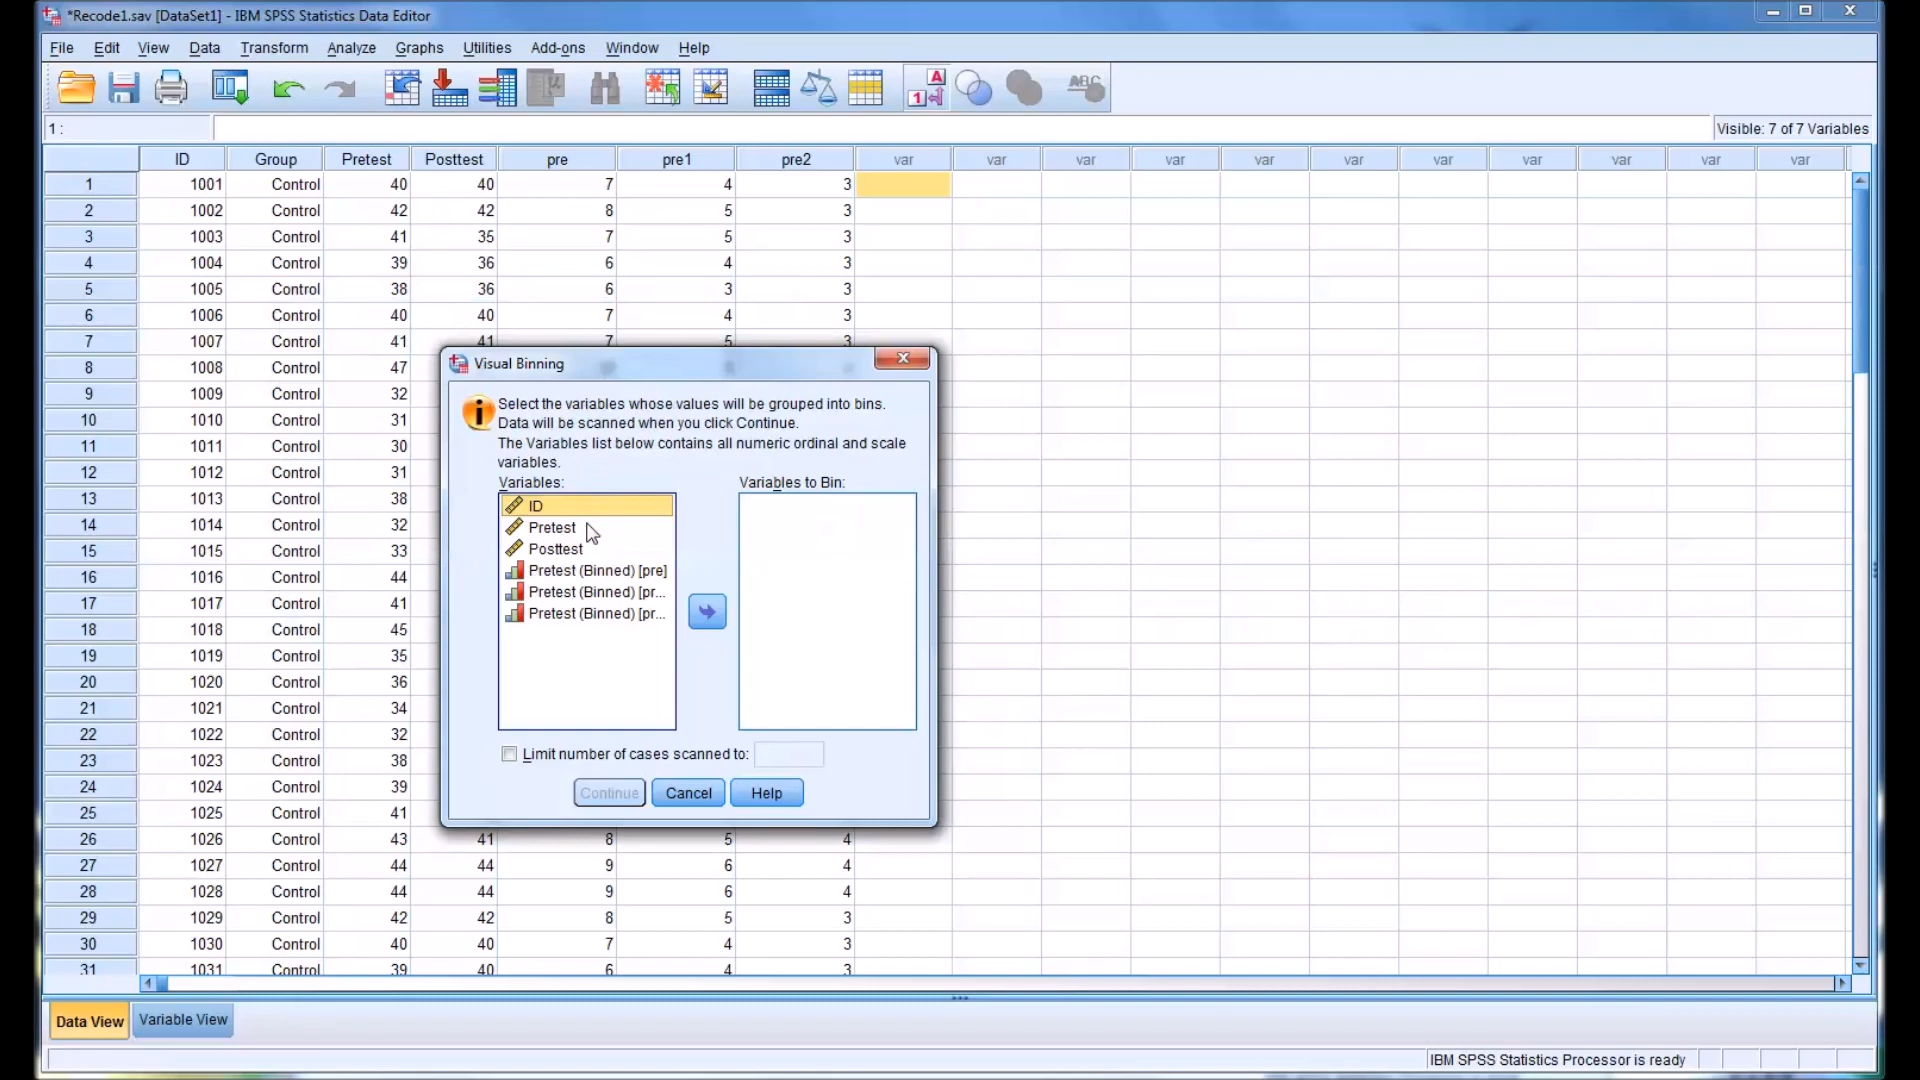 *Recode1.sav [DataSet1] - IBM SPSS Statistics Data Editor
File Edit View Data Transform Analyze Graphs Utilities Add-ons Window Help
1 :
Visible: 7 of 7 Variables
ID Group Pretest Posttest pre pre1 pre2 var var var var var var var var var var var
1 1001 Control 40 40 7 4 3
2 1002 Control 42 42 8 5 3
3 1003 Control 41 35 7 5 3
4 1004 Control 39 36 6 4 3
5 1005 Control 38 36 6 3 3
6 1006 Control 40 40 7 4 3
7 1007 Control 41 41 7 5 3
8 1008 Control 47
9 1009 Control 32
10 1010 Control 31
11 1011 Control 30
12 1012 Control 31
13 1013 Control 38
14 1014 Control 32
15 1015 Control 33
16 1016 Control 44
17 1017 Control 41
18 1018 Control 45
19 1019 Control 35
20 1020 Control 36
21 1021 Control 34
22 1022 Control 32
23 1023 Control 38
24 1024 Control 39
25 1025 Control 41
26 1026 Control 43 41 8 5 4
27 1027 Control 44 44 9 6 4
28 1028 Control 44 44 9 6 4
29 1029 Control 42 42 8 5 3
30 1030 Control 40 40 7 4 3
31 1031 Control 39 40 6 4 3
Visual Binning
Select the variables whose values will be grouped into bins.
Data will be scanned when you click Continue.
The Variables list below contains all numeric ordinal and scale
variables.
Variables:
Variables to Bin:
ID
Pretest
Posttest
Pretest (Binned) [pre]
Pretest (Binned) [pr...
Pretest (Binned) [pr...
Limit number of cases scanned to:
Continue Cancel Help
Data View Variable View
IBM SPSS Statistics Processor is ready